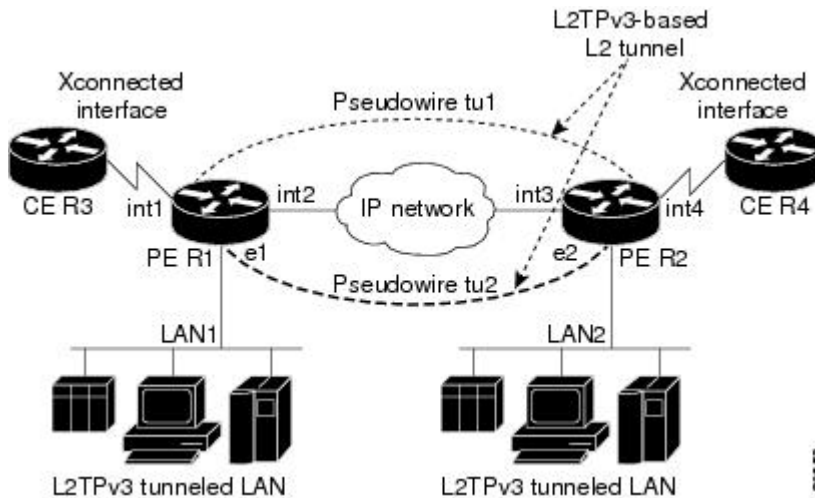 L2TPv3-based
L2 tunnel
Xconnected
interface
Pseudowire tu1
Xconnected
interface
CE R3
int1
int2
IP network
int3
int4
CE R4
PE R1
e1
Pseudowire tu2
e2
PE R2
LAN1
LAN2
L2TPv3 tunneled LAN
L2TPv3 tunneled LAN